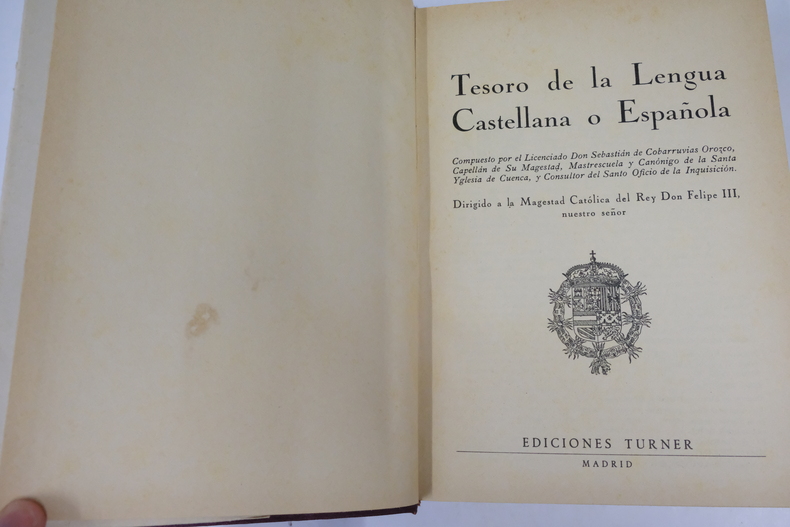 Tesoro de la Lengua
Castellana o Española
Compuesto por el Licenciado Don Sebastián de Cobarruvias Orozco,
Capellán de Su Magestad, Mastrescuela y Canónigo de la Santa
Yglesia de Cuenca, y Consultor del Santo Oficio de la Inquisición.
Dirigido a la Magestad Católica del Rey Don Felipe III,
nuestro señor
EDICIONES TURNER
MADRID